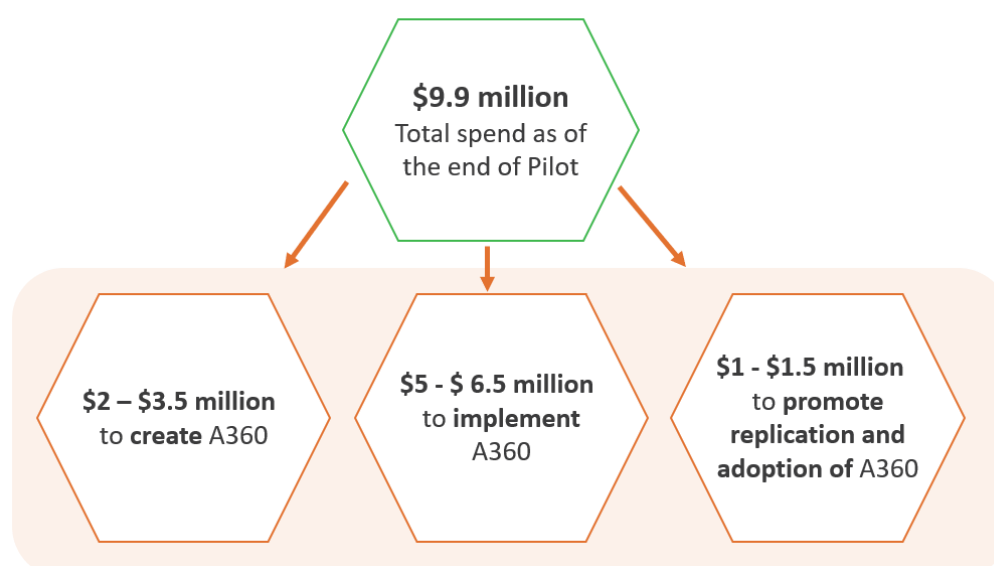 $9.9 million
Total spend as of
the end of Pilot
$2 – $3.5 million
to create A360
$5 - $ 6.5 million
to implement
A360
$1 - $1.5 million
to promote
replication and
adoption of A360